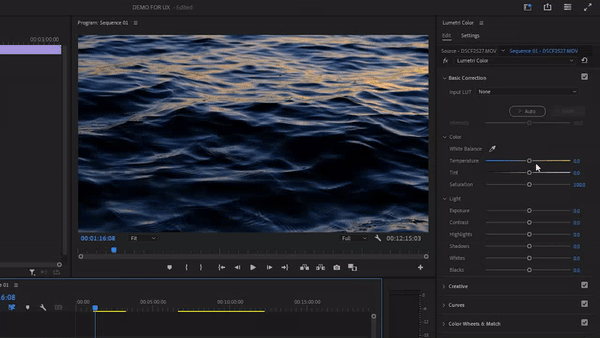 DEMO FOR UX - Edited
Program: Sequence 01
Lumetri Color
Edit Settings
00:03:00:00
Source • DSCF2527.MOV Sequence 01 • DSCF2527.MOV
fx Lumetri Color
Basic Correction
Input LUT None
Auto
Intensity
Color
White Balance
Temperature 0.0
Tint 0.0
Saturation 100.0
Light
Exposure 0.0
Contrast 0.0
Highlights 0.0
Shadows 0.0
Whites 0.0
Blacks 0.0
00:01:16:08 Fit Full 00:12:15:03
Creative
Curves
Color Wheels & Match
e 01
6:08
:00:00 00:05:00:00 00:10:00:00 00:15:00:00